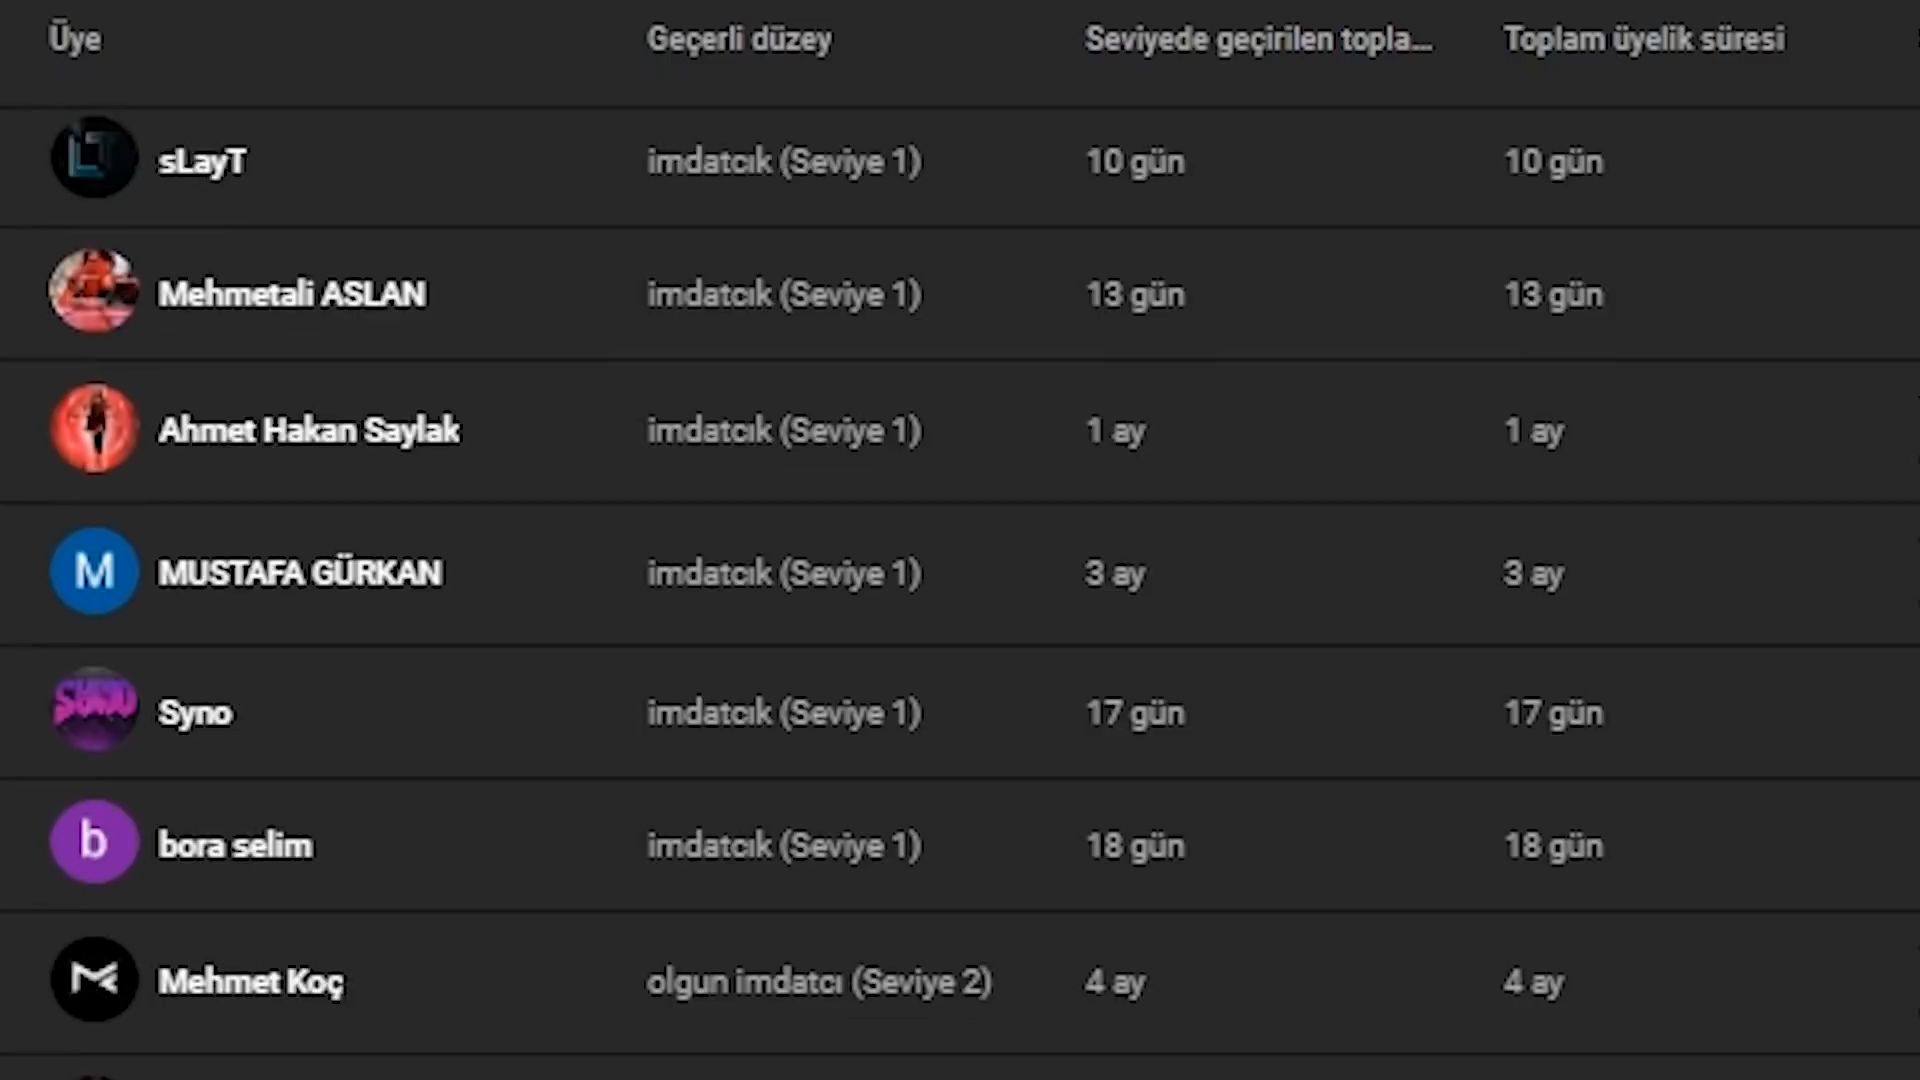 Üye Geçerli düzey Seviyede geçirilen topla... Toplam üyelik süresi
sLayT imdatcık (Seviye 1) 10 gün 10 gün
Mehmetali ASLAN imdatcık (Seviye 1) 13 gün 13 gün
Ahmet Hakan Saylak imdatcık (Seviye 1) 1 ay 1 ay
M MUSTAFA GÜRKAN imdatcık (Seviye 1) 3 ay 3 ay
Syno imdatcık (Seviye 1) 17 gün 17 gün
b bora selim imdatcık (Seviye 1) 18 gün 18 gün
Mehmet Koç olgun imdatcı (Seviye 2) 4 ay 4 ay